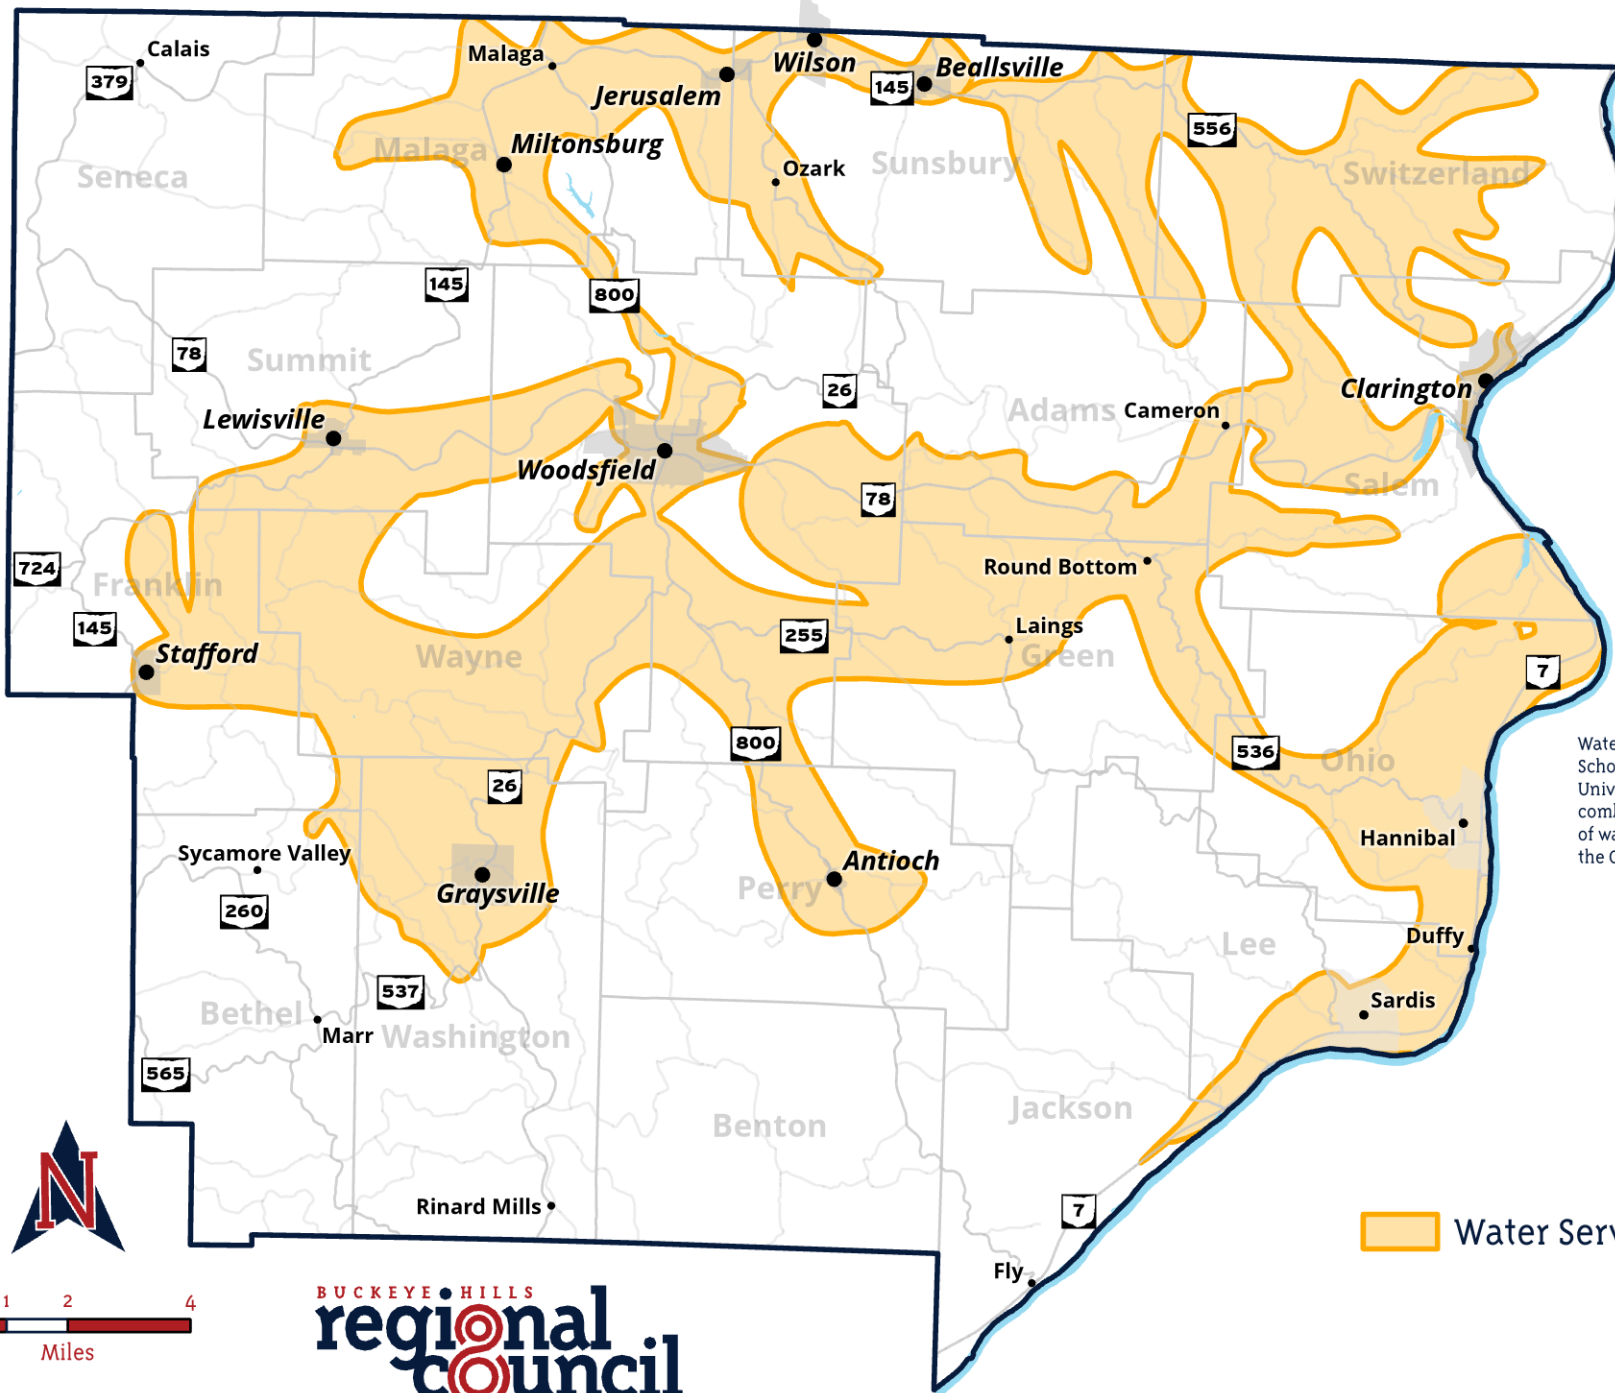 Calais
379
Malaga
Wilson
Jerusalem
145
Beallsville
556
Malaga
Miltonsburg
Seneca
Ozark
Sunsbury
Switzerland
145
800
78
Summit
26
Clarington
Lewisville
Adams
Cameron
Woodsfield
78
Salem
724
Franklin
Round Bottom
145
255
Laings
Stafford
Wayne
Green
7
800
536
Ohio
26
Hannibal
Sycamore Valley
Antioch
Graysville
Perry
260
Duffy
Lee
537
Sardis
Bethel
Marr
Washington
565
Jackson
Benton
Rinard Mills
7
Fly
N
1 2 4
Miles
BUCKEYE HILLS
regional
council
Water
the
of